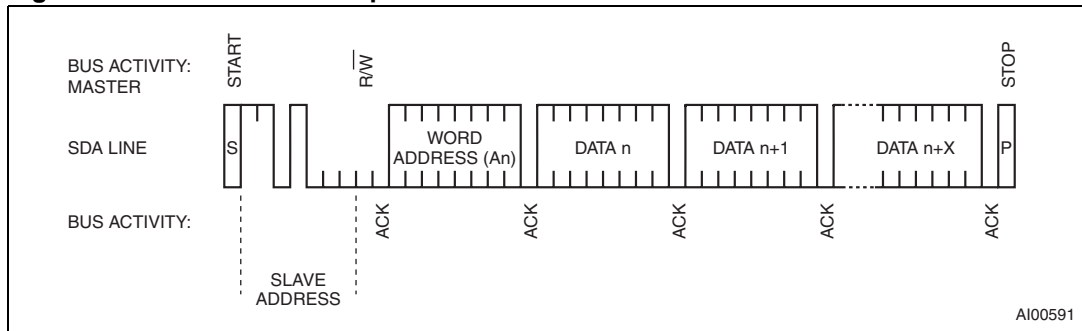 BUS ACTIVITY:
MASTER
START
R/W
STOP
SDA LINE
S
WORD
ADDRESS (An)
DATA n
DATA n+1
DATA n+X
P
BUS ACTIVITY:
ACK
ACK
ACK
ACK
ACK
SLAVE
ADDRESS
AI00591